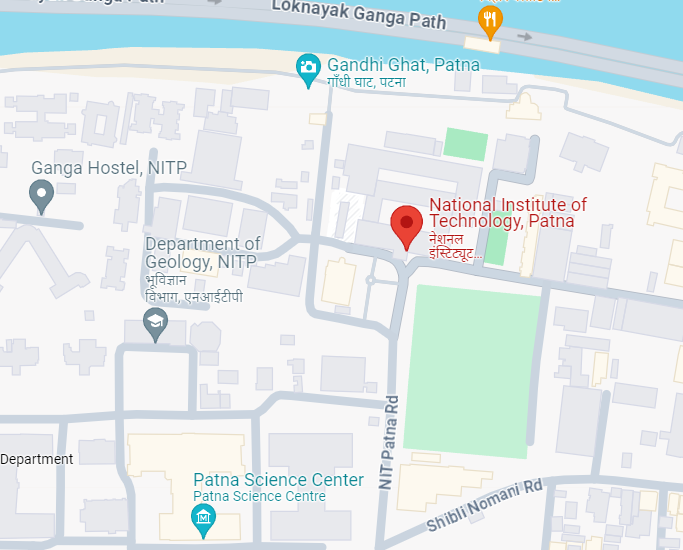 Loknayak Ganga Path
Gandhi Ghat, Patna
गाँधी घाट, पटना
Ganga Hostel, NITP
National Institute of
Technology, Patna
नेशनल
इंस्टिट्यूट...
Department of
Geology, NITP
भूविज्ञान
विभाग, एनआईटीपी
NIT Patna Rd
Department
Patna Science Center
Patna Science Centre
Shibli Nomani Rd